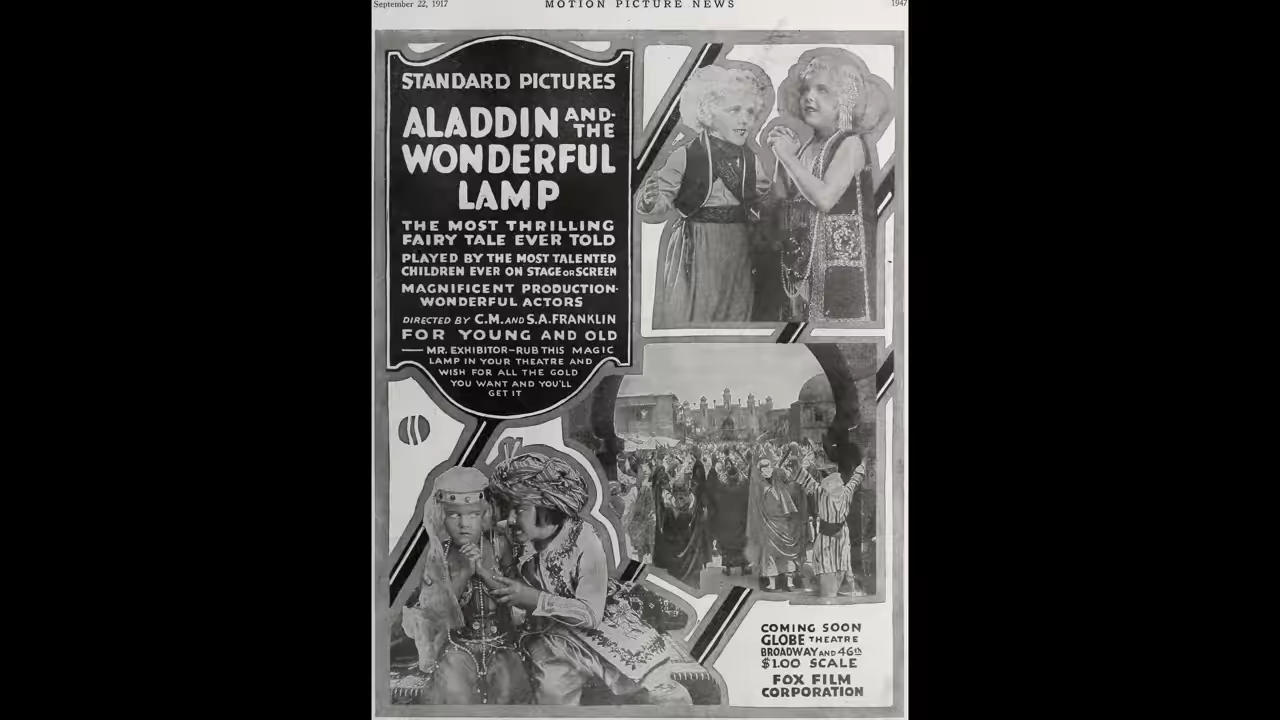 September 22, 1917
MOTION PICTURE NEWS
1947
STANDARD PICTURES
ALADDIN AND-
THE
WONDERFUL
LAMP
THE MOST THRILLING
FAIRY TALE EVER TOLD
PLAYED BY THE MOST TALENTED
CHILDREN EVER ON STAGE OR SCREEN
MAGNIFICENT PRODUCTION-
WONDERFUL ACTORS
DIRECTED BY C.M. AND S.A. FRANKLIN
FOR YOUNG AND OLD
— MR. EXHIBITOR-RUB THIS MAGIC
LAMP IN YOUR THEATRE AND
WISH FOR ALL THE GOLD
YOU WANT AND YOU'LL
GET IT
COMING SOON
GLOBE THEATRE
BROADWAY AND 46th
$1.00 SCALE
FOX FILM
CORPORATION